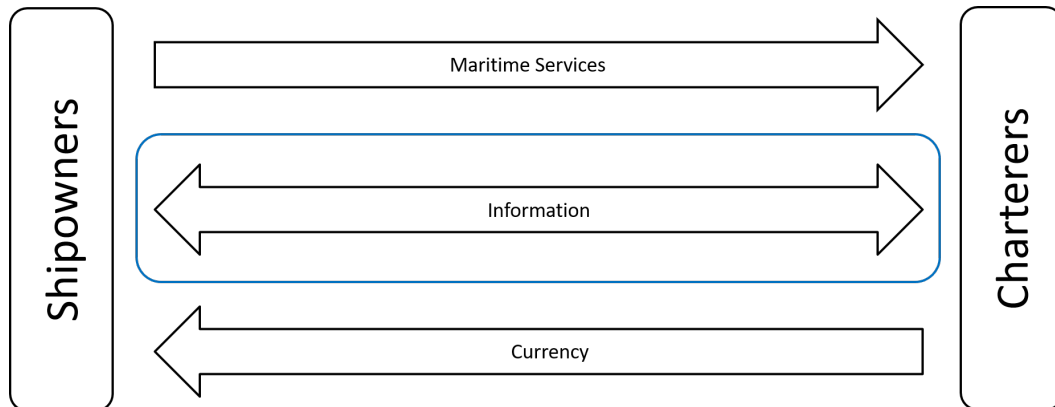 Shipowners
Maritime Services
Information
Currency
Charterers